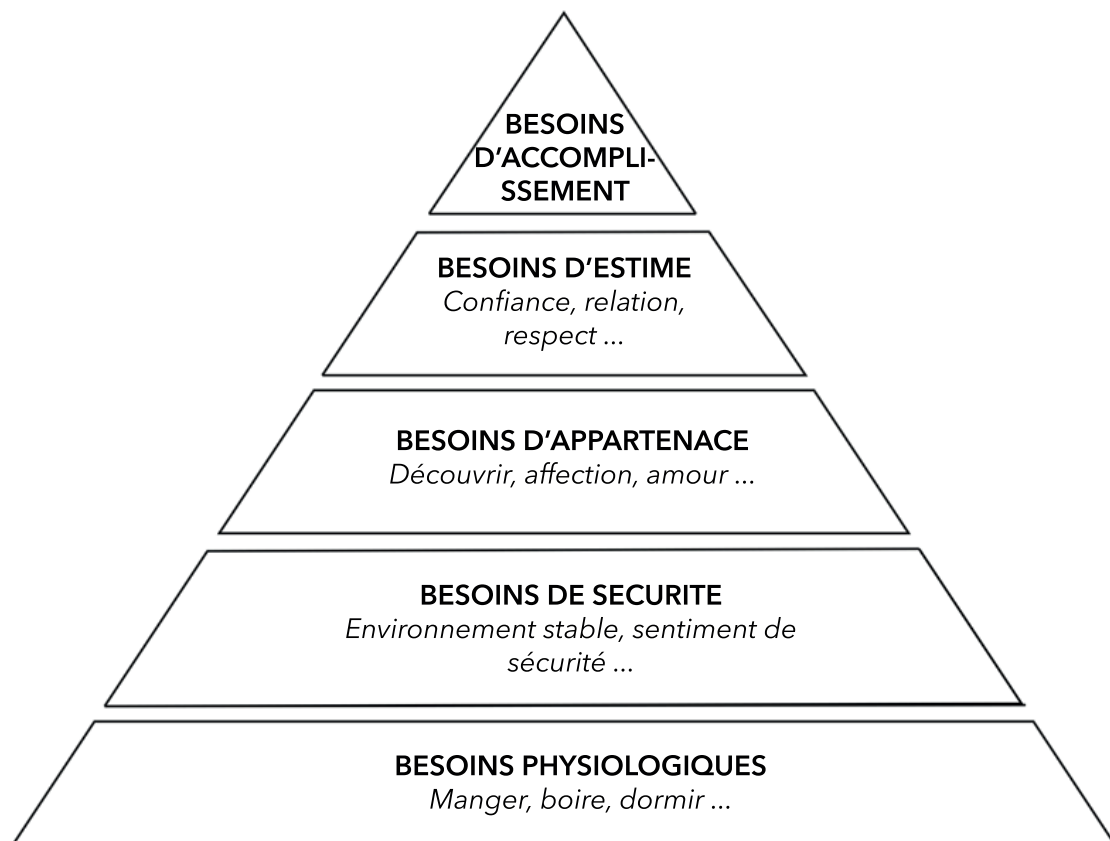 BESOINS
D'ACCOMPLI-
SSEMENT
BESOINS D'ESTIME
Confiance, relation,
respect ...
BESOINS D'APPARTENACE
Découvrir, affection, amour ...
BESOINS DE SECURITE
Environnement stable, sentiment de
sécurité ...
BESOINS PHYSIOLOGIQUES
Manger, boire, dormir ...